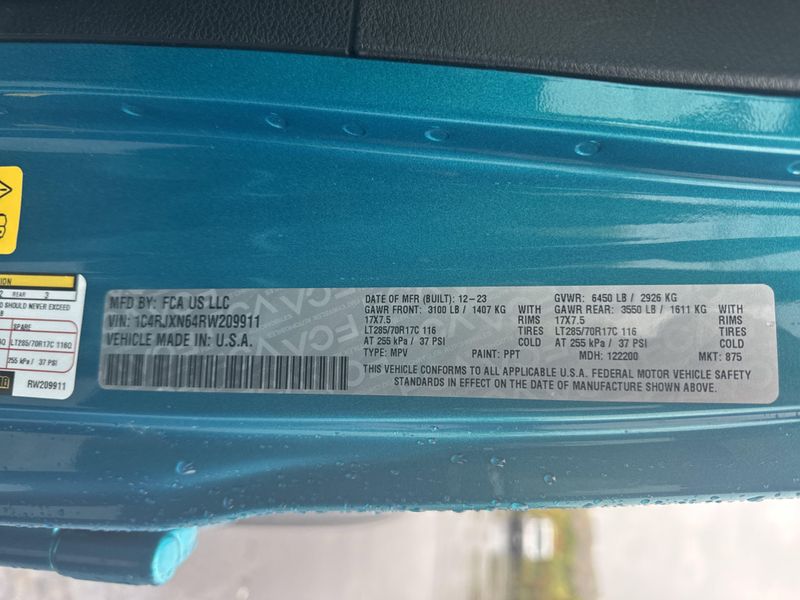 ION
2 REAR 3
D SHOULD NEVER EXCEED
SPARE
LT285/70R17C 116Q
255 kPa / 37 PSI
RW209911
MFD BY: FCA US LLC
VIN: 1C4RJXN64RW209911
VEHICLE MADE IN: U.S.A.
DATE OF MFR (BUILT): 12-23 GVWR: 6450 LB / 2926 KG
GAWR FRONT: 3100 LB / 1407 KG WITH GAWR REAR: 3550 LB / 1611 KG WITH
17X7.5 RIMS 17X7.5 RIMS
LT285/70R17C 116 TIRES LT285/70R17C 116 TIRES
AT 255 kPa / 37 PSI COLD AT 255 kPa / 37 PSI COLD
TYPE: MPV PAINT: PPT MDH: 122200 MKT: 875
THIS VEHICLE CONFORMS TO ALL APPLICABLE U.S.A. FEDERAL MOTOR VEHICLE SAFETY
STANDARDS IN EFFECT ON THE DATE OF MANUFACTURE SHOWN ABOVE.